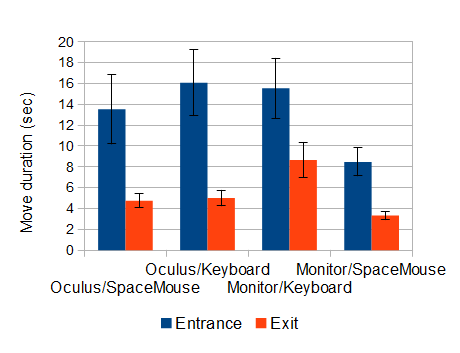 Move duration (sec)
20
18
16
14
12
10
8
6
4
2
0
Oculus/Keyboard Monitor/SpaceMouse
Oculus/SpaceMouse Monitor/Keyboard
Entrance Exit